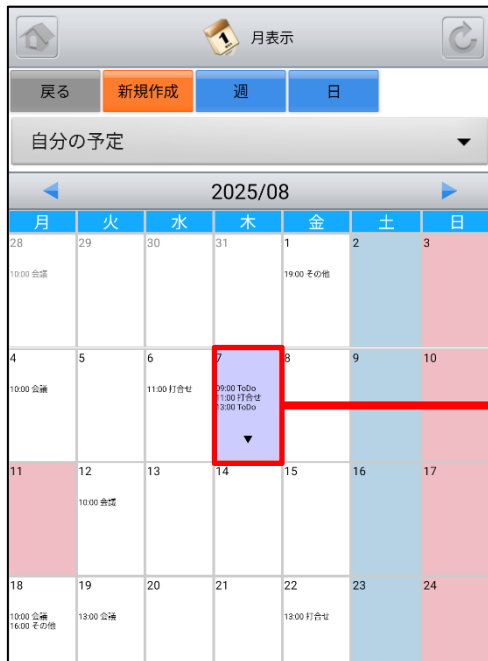 1
月表示
戻る 新規作成 週 日
自分の予定
2025/08
月 火 水 木 金 土 日
28 29 30 31 1 2 3
10:00 会議 19:00 その他
4 5 6 7 8 9 10
10:00 会議 11:00 打合せ 09:00 ToDo
11:00 打合せ
13:00 ToDo
11 12 13 14 15 16 17
10:00 会議
18 19 20 21 22 23 24
10:00 会議 13:00 会議 13:00 打合せ
16:00 その他